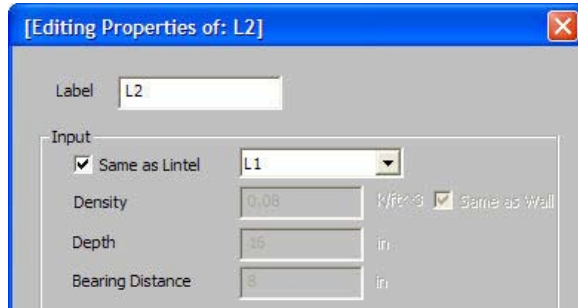 [Editing Properties of: L2]
Label L2
Input
Same as Lintel L1
Density 0.08 k/ft^3 Same as Wall
Depth 16 in
Bearing Distance 8 in